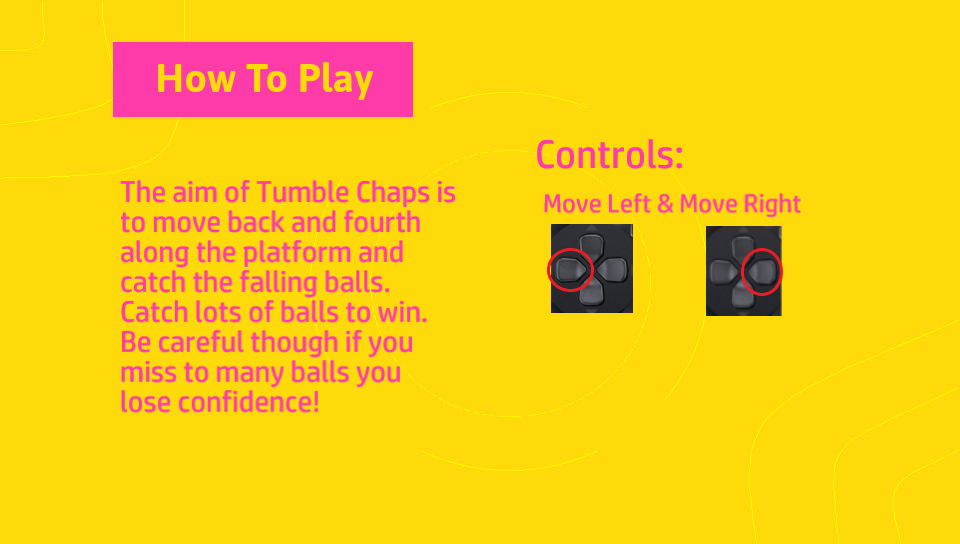 How To Play
The aim of Tumble Chaps is
to move back and fourth
along the platform and
catch the falling balls.
Catch lots of balls to win.
Be careful though if you
miss to many balls you
lose confidence!
Controls:
Move Left & Move Right